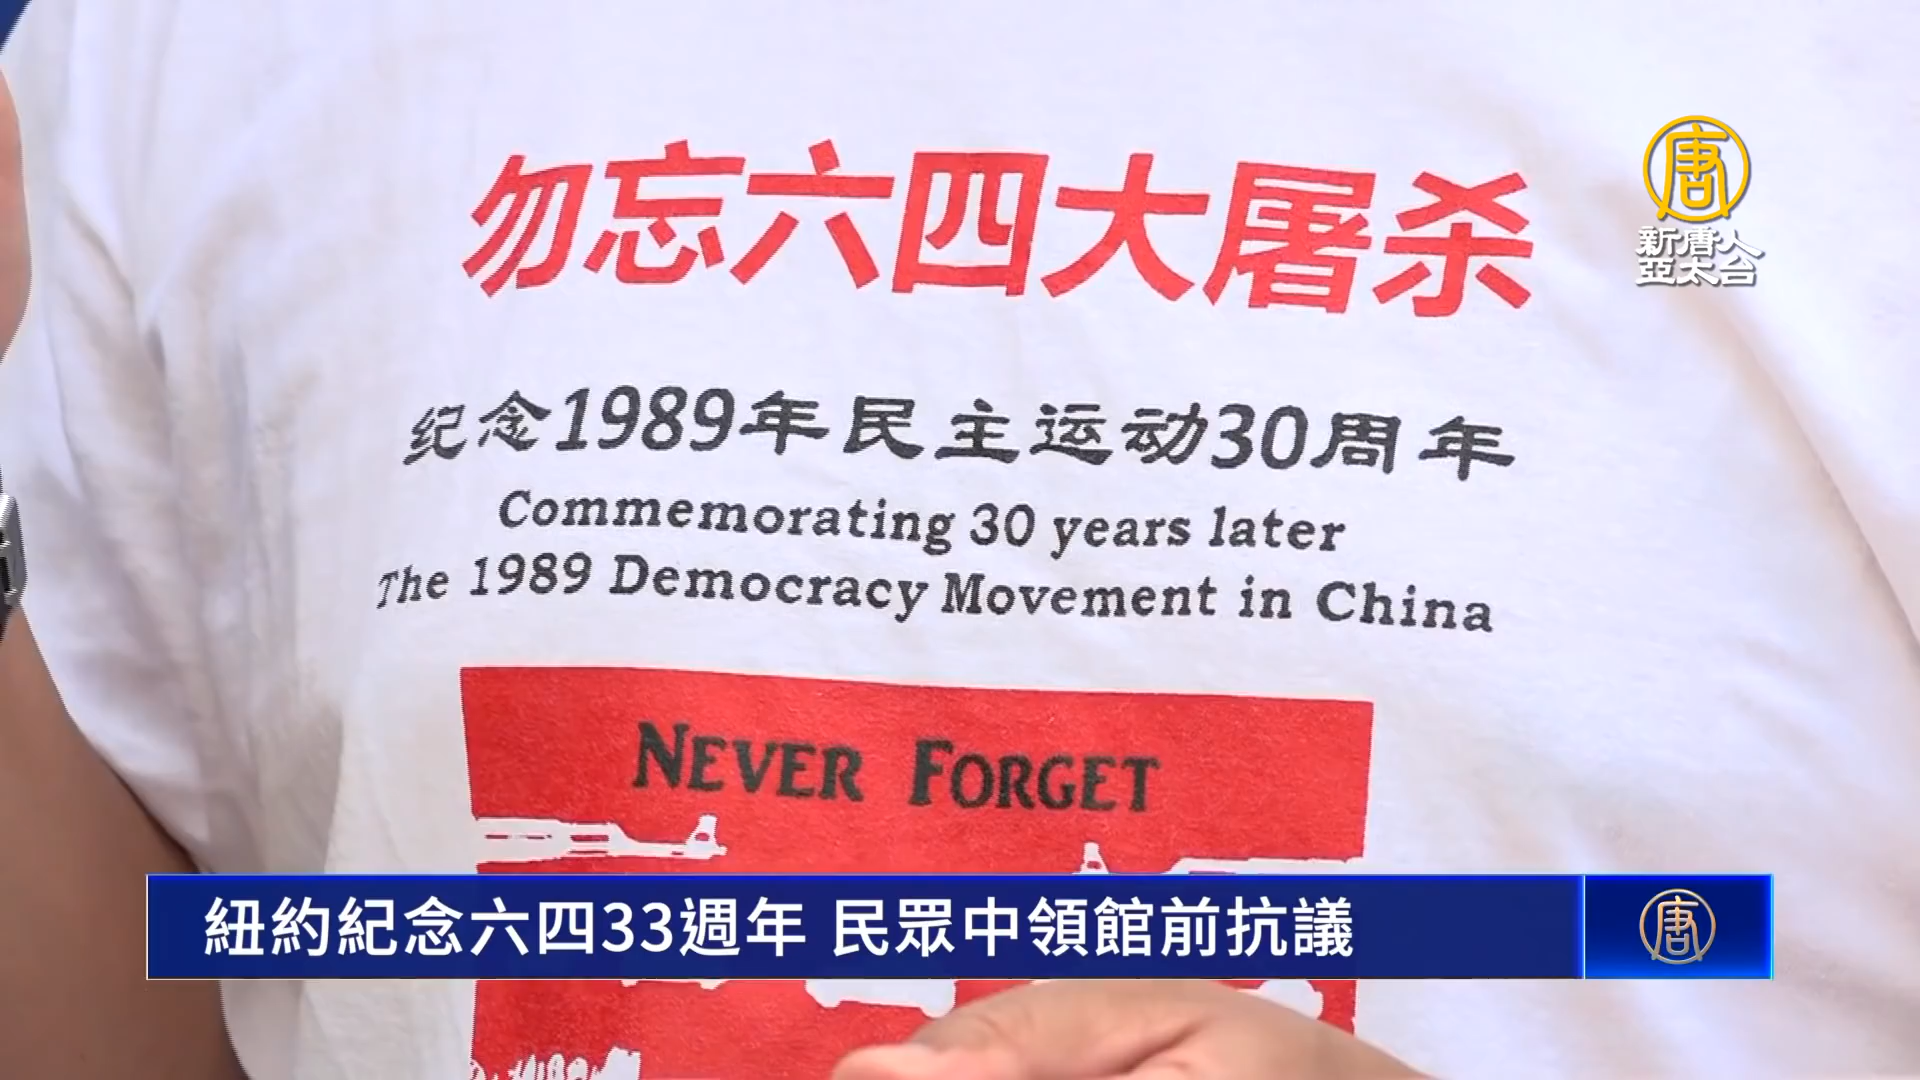 勿忘六四大屠杀
唐
新唐人
亞太台
纪念1989年民主运动30周年
Commemorating 30 years later
The 1989 Democracy Movement in China
NEVER FORGET
紐約紀念六四33週年 民眾中領館前抗議
唐